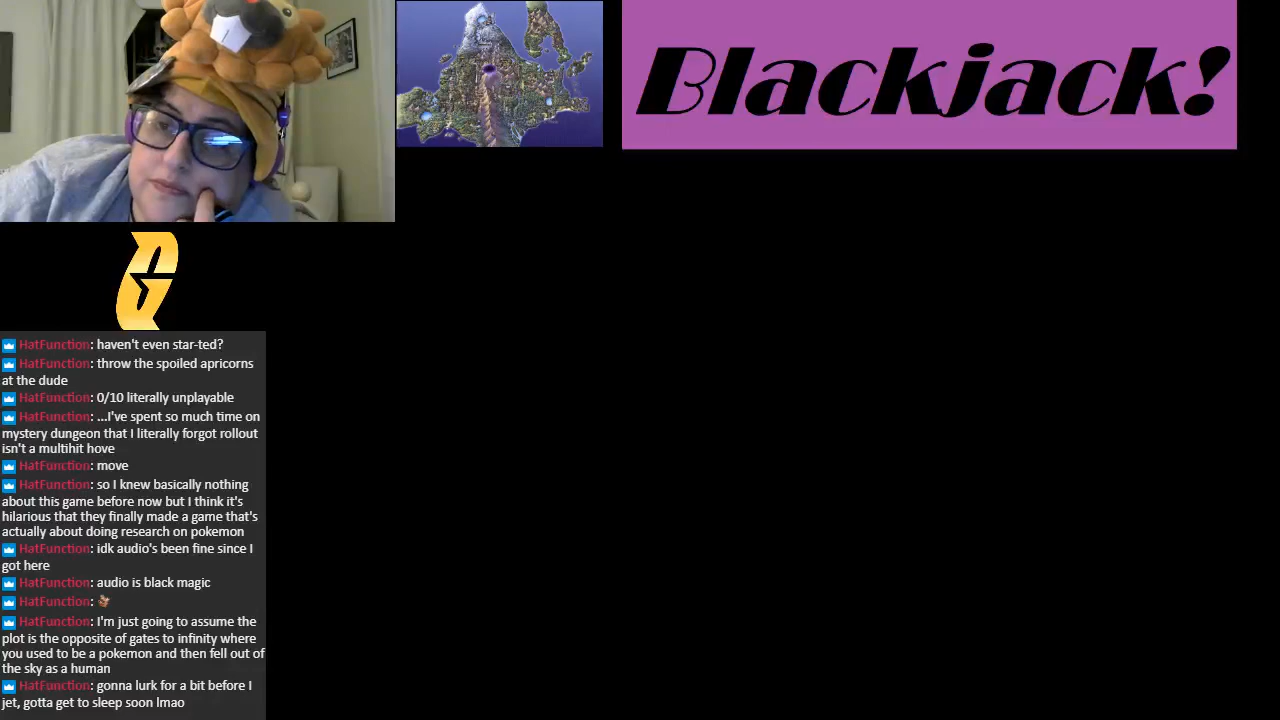 Blackjack!
HatFunction: haven't even star-ted?
HatFunction: throw the spoiled apricorns
at the dude
HatFunction: 0/10 literally unplayable
HatFunction: ...I've spent so much time on
mystery dungeon that I literally forgot rollout
isn't a multihit hove
HatFunction: move
HatFunction: so I knew basically nothing
about this game before now but I think it's
hilarious that they finally made a game that's
actually about doing research on pokemon
HatFunction: idk audio's been fine since I
got here
HatFunction: audio is black magic
HatFunction:
HatFunction: I'm just going to assume the
plot is the opposite of gates to infinity where
you used to be a pokemon and then fell out of
the sky as a human
HatFunction: gonna lurk for a bit before I
jet, gotta get to sleep soon lmao